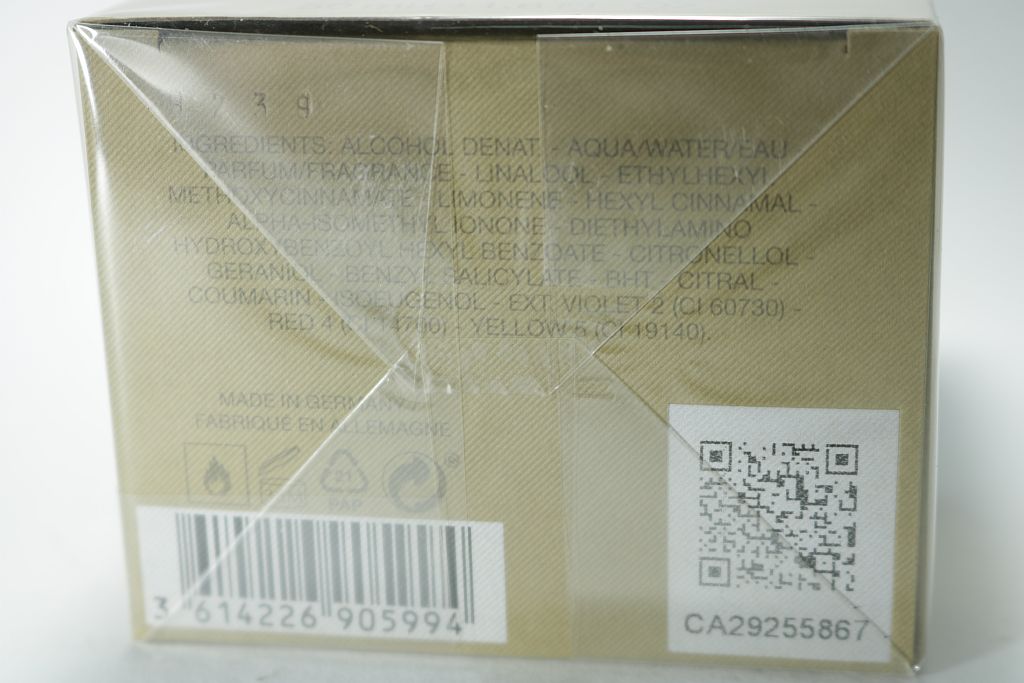 3 9
INGREDIENTS: ALCOHOL DENAT. - AQUA/WATER/EAU
PARFUM/FRAGRANCE - LINALOOL - ETHYLHEXYL
METHOXYCINNAMATE - LIMONENE - HEXYL CINNAMAL -
ALPHA-ISOMETHYL IONONE - DIETHYLAMINO
HYDROXYBENZOYL HEXYL BENZOATE - CITRONELLOL -
GERANIOL - BENZYL SALICYLATE - BHT - CITRAL -
COUMARIN - ISOEUGENOL - EXT. VIOLET 2 (CI 60730) -
RED 4 (CI 14700) - YELLOW 5 (CI 19140).
MADE IN GERMANY
FABRIQUÉ EN ALLEMAGNE
21
PAP
3 614226 905994
CA29255867